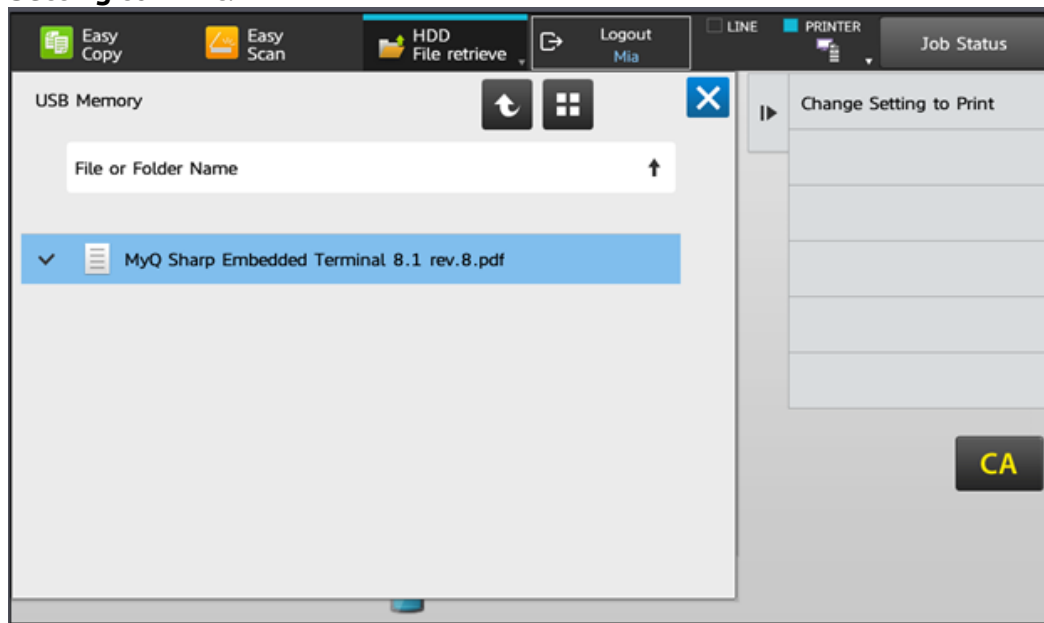 Easy
Copy
Easy
Scan
HDD
File retrieve
Logout
Mia
LINE
PRINTER
Job Status
USB Memory
Change Setting to Print
File or Folder Name
MyQ Sharp Embedded Terminal 8.1 rev.8.pdf
CA